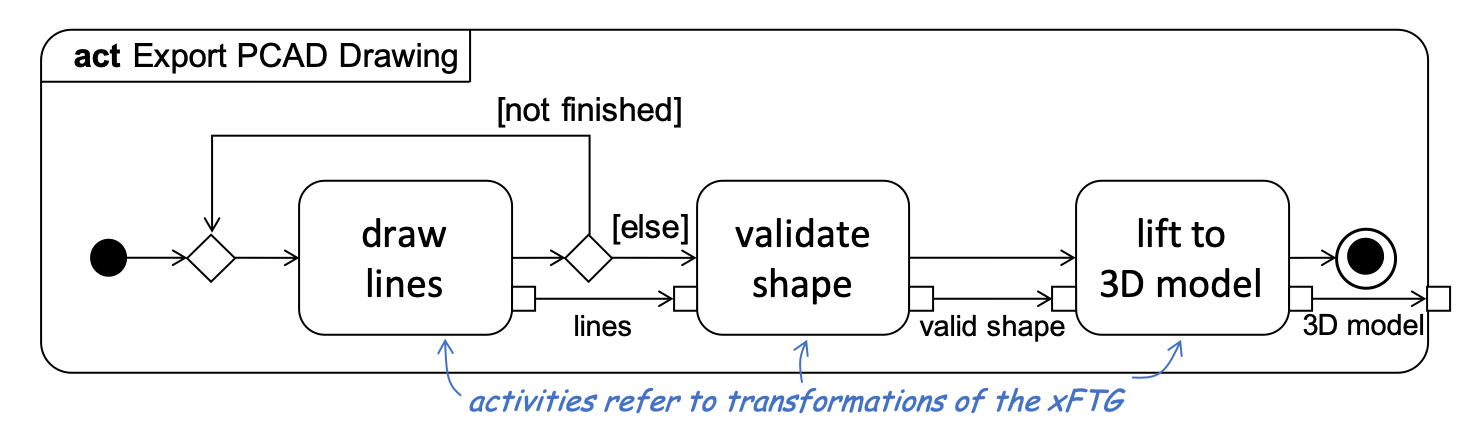 act Export PCAD Drawing
[not finished]
draw
lines
[else]
validate
shape
lift to
3D model
lines
valid shape
3D model
activities refer to transformations of the xFTG